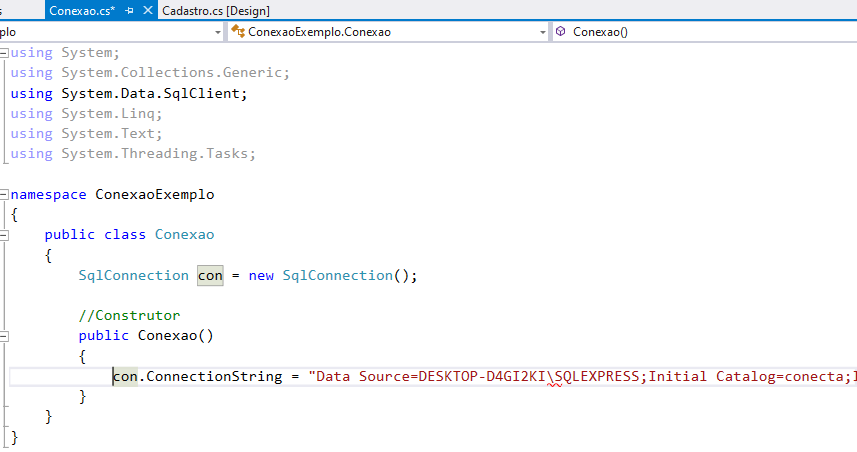 s
Conexao.cs*
Cadastro.cs [Design]
plo
ConexaoExemplo.Conexao
Conexao()
using System;
using System.Collections.Generic;
using System.Data.SqlClient;
using System.Linq;
using System.Text;
using System.Threading.Tasks;
namespace ConexaoExemplo
{
public class Conexao
{
SqlConnection con = new SqlConnection();
//Construtor
public Conexao()
{
con.ConnectionString = "Data Source=DESKTOP-D4GI2KI\SQLEXPRESS;Initial Catalog=conecta;
}
}
}